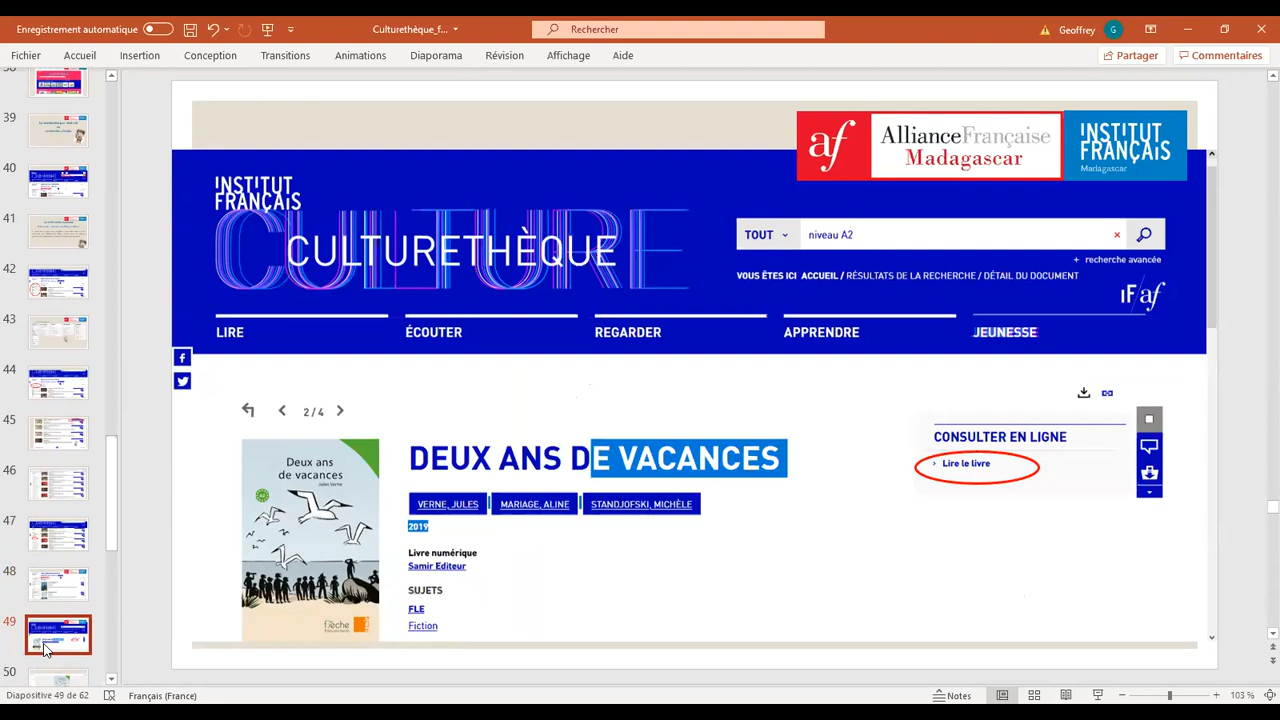 Enregistrement automatique
Culturethèque_f...
Rechercher
Geoffrey
G
Fichier
Accueil
Insertion
Conception
Transitions
Animations
Diaporama
Révision
Affichage
Aide
Partager
Commentaires
39
40
41
42
43
44
45
46
47
48
49
50
af
AllianceFrançaise
Madagascar
INSTITUT
FRANÇAIS
Madagascar
INSTITUT
FRANÇAIS
CULTURE
CULTURETHÈQUE
TOUT
niveau A2
+ recherche avancée
VOUS ÊTES ICI ACCUEIL / RÉSULTATS DE LA RECHERCHE / DÉTAIL DU DOCUMENT
IF/af
LIRE
ÉCOUTER
REGARDER
APPRENDRE
JEUNESSE
2 / 4
Deux ans
de vacances
Jules Verne
flèche
DEUX ANS DE VACANCES
VERNE, JULES
MARIAGE, ALINE
STANDJOFSKI, MICHÈLE
2019
Livre numérique
Samir Editeur
SUJETS
FLE
Fiction
CONSULTER EN LIGNE
Lire le livre
Diapositive 49 de 62
Français (France)
Notes
103 %